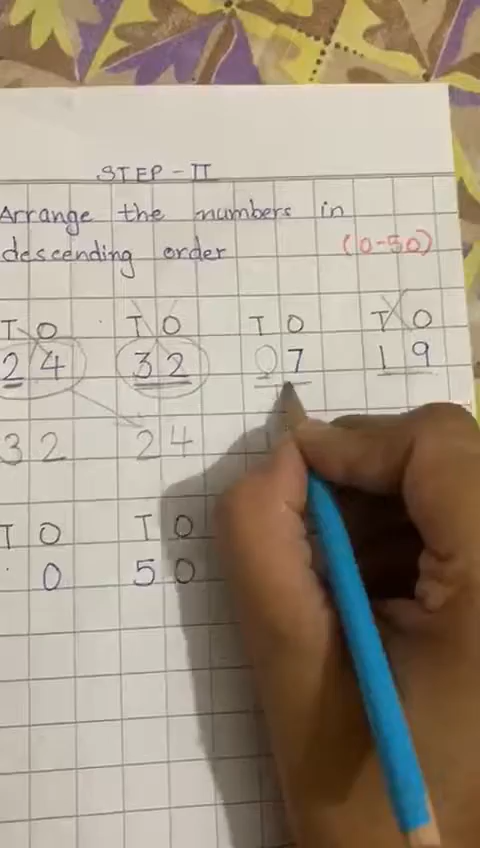 STEP - II
Arrange the numbers in
descending order (0-50)
T O T O T O T O
24 32 07 19
32 24
T O T O
0 50